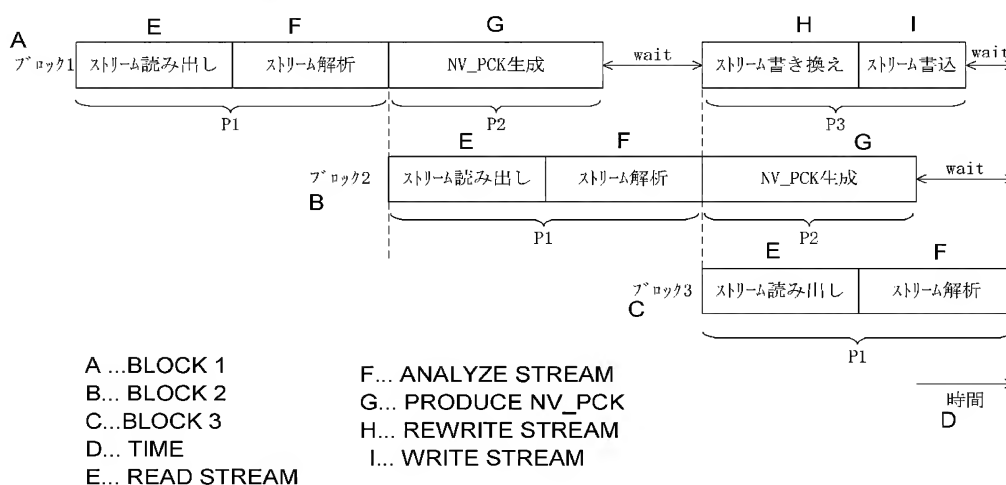 E F G H I
A ブロック1 ストリーム読み出し ストリーム解析 NV_PCK生成 wait ストリーム書き換え ストリーム書込 wait
P1 P2 P3
E F G
ブロック2 ストリーム読み出し ストリーム解析 NV_PCK生成 wait
B
P1 P2
E F
ブロック3 ストリーム読み出し ストリーム解析
C
P1
時間
D
A ...BLOCK 1
B... BLOCK 2
C...BLOCK 3
D... TIME
E... READ STREAM
F... ANALYZE STREAM
G... PRODUCE NV_PCK
H... REWRITE STREAM
I... WRITE STREAM